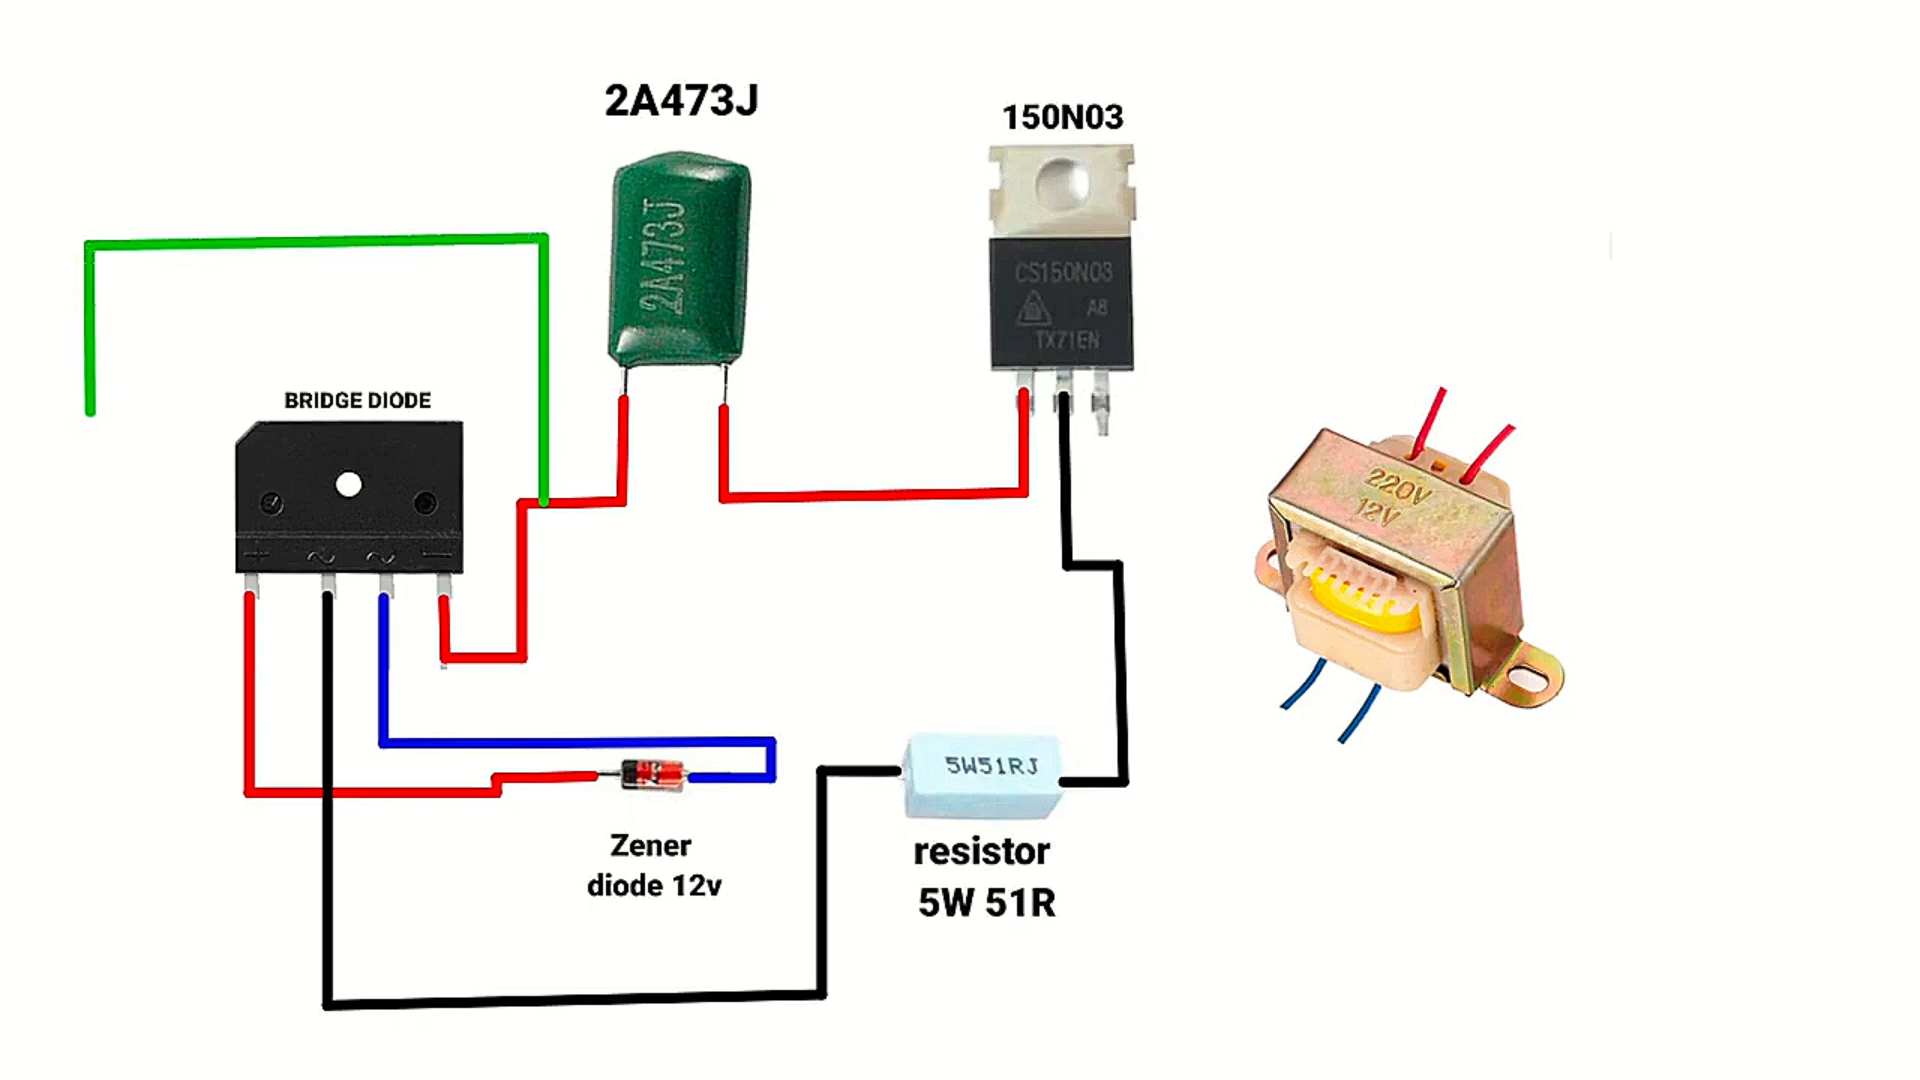 2A473J
150N03
2A473J
CS150N03
A8
TX71EN
BRIDGE DIODE
220V
12V
5W51RJ
Zener
diode 12v
resistor
5W 51R